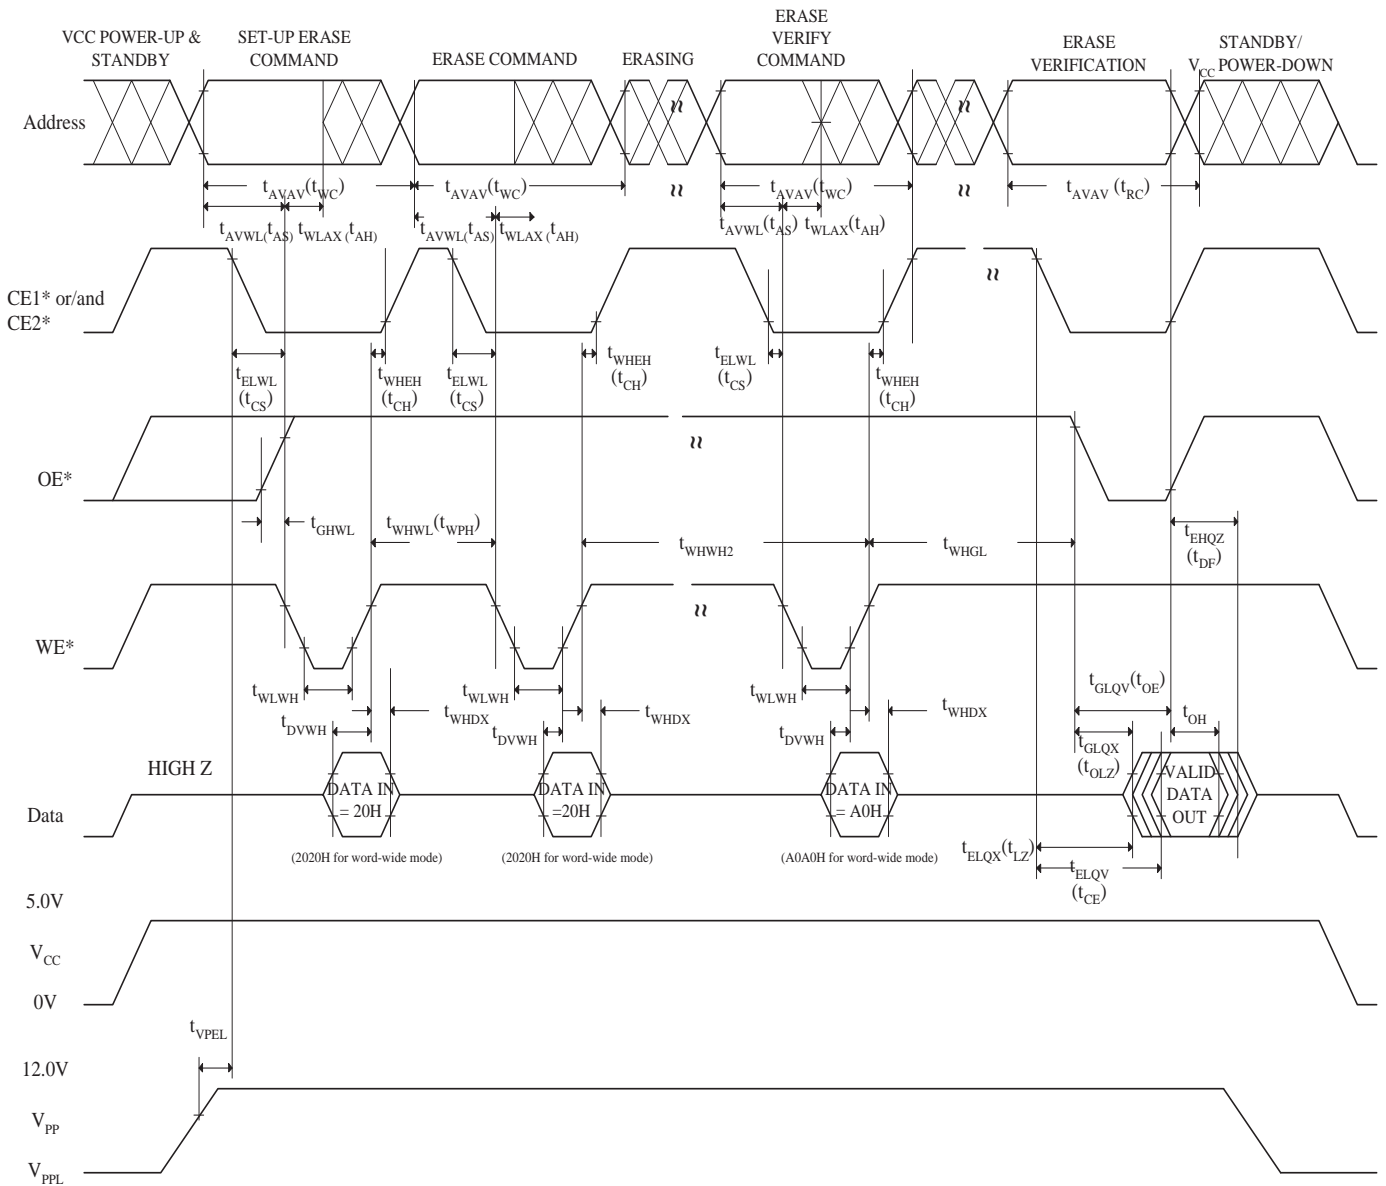 VCC POWER-UP &
STANDBY
SET-UP ERASE
COMMAND
ERASE COMMAND
ERASING
ERASE
VERIFY
COMMAND
ERASE
VERIFICATION
STANDBY/
VCC POWER-DOWN
Address
tAVAV(tWC)
tAVAV(tWC)
tAVAV(tWC)
tAVAV (tRC)
tAVWL(tAS)
tWLAX (tAH)
tAVWL(tAS)
tWLAX (tAH)
tAVWL(tAS)
tWLAX(tAH)
CE1* or/and
CE2*
tELWL
(tCS)
tWHEH
(tCH)
tELWL
(tCS)
tWHEH
(tCH)
tELWL
(tCS)
tWHEH
(tCH)
OE*
tGHWL
tWHWL(tWPH)
tWHWH2
tWHGL
tEHQZ
(tDF)
WE*
tWLWH
tWLWH
tWLWH
tGLQV(tOE)
tDVWH
tWHDX
tDVWH
tWHDX
tDVWH
tWHDX
tOH
tGLQX
(tOLZ)
HIGH Z
Data
DATA IN
= 20H
DATA IN
=20H
DATA IN
= A0H
VALID
DATA
OUT
(2020H for word-wide mode)
(2020H for word-wide mode)
(A0A0H for word-wide mode)
tELQX(tLZ)
tELQV
(tCE)
5.0V
VCC
0V
tVPEL
12.0V
VPP
VPPL